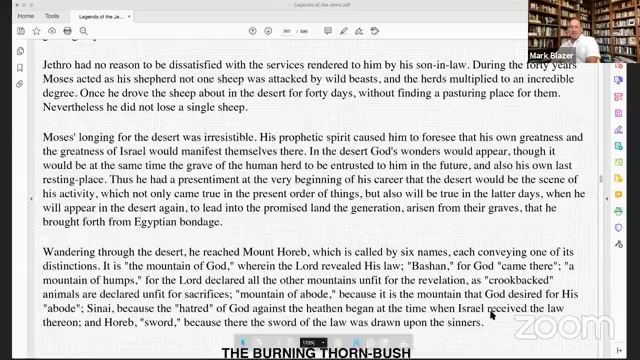 Legends of the Je...
Legends of the Jews.pdf
Home
Tools
Mark Blazer
Jethro had no reason to be dissatisfied with the services rendered to him by his son-in-law. During the forty years
Moses acted as his shepherd not one sheep was attacked by wild beasts, and the herds multiplied to an incredible
degree. Once he drove the sheep about in the desert for forty days, without finding a pasturing place for them.
Nevertheless he did not lose a single sheep.
Moses' longing for the desert was irresistible. His prophetic spirit caused him to foresee that his own greatness and
the greatness of Israel would manifest themselves there. In the desert God's wonders would appear, though it
would be at the same time the grave of the human herd to be entrusted to him in the future, and also his own last
resting-place. Thus he had a presentiment at the very beginning of his career that the desert would be the scene of
his activity, which not only came true in the present order of things, but also will be true in the latter days, when he
will appear in the desert again, to lead into the promised land the generation, arisen from their graves, that he
brought forth from Egyptian bondage.
Wandering through the desert, he reached Mount Horeb, which is called by six names, each conveying one of its
distinctions. It is "the mountain of God," wherein the Lord revealed His law; "Bashan," for God "came there; "a
mountain of humps," for the Lord declared all the other mountains unfit for the revelation, as "crookbacked"
animals are declared unfit for sacrifices; "mountain of abode," because it is the mountain that God desired for His
"abode"; Sinai, because the "hatred" of God against the heathen began at the time when Israel received the law
thereon; and Horeb, "sword," because there the sword of the law was drawn upon the sinners.
zoom
THE BURNING THORN-BUSH